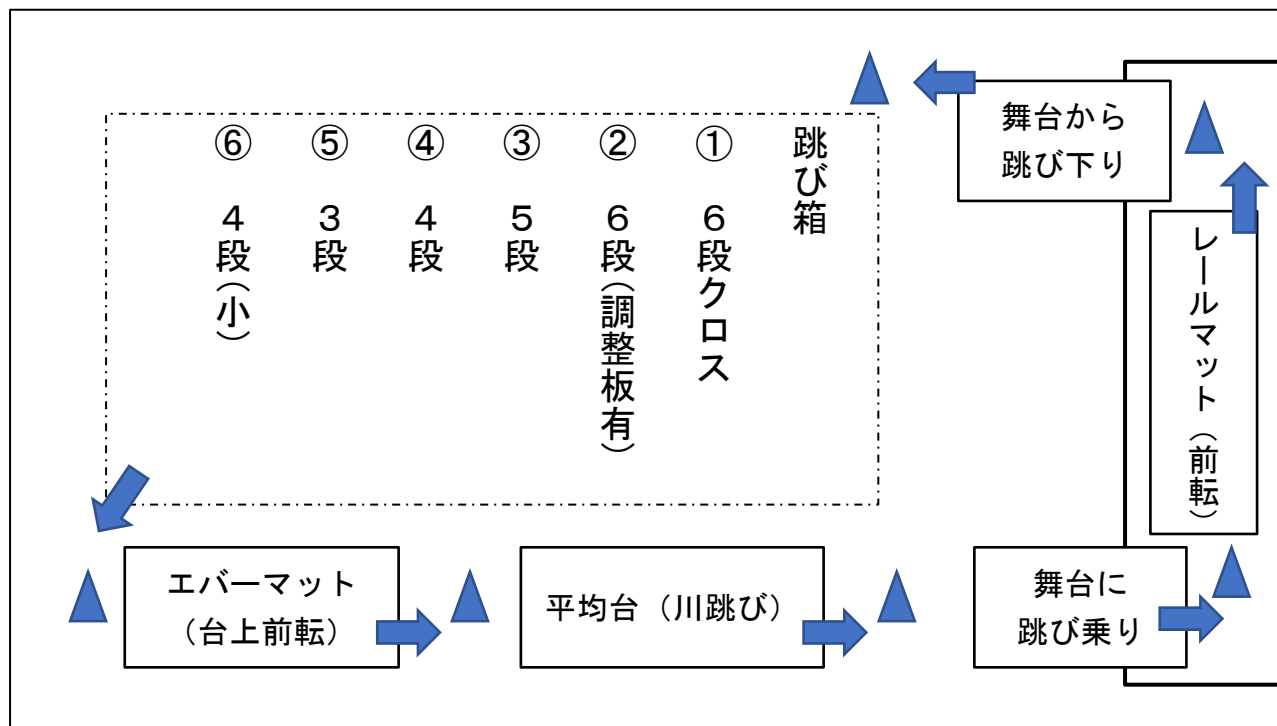 跳び箱
① ６段クロス
② ６段（調整板有）
③ ５段
④ ４段
⑤ ３段
⑥ ４段（小）
舞台から
跳び下り
レールマット（前転）
エバーマット
（台上前転）
平均台（川跳び）
舞台に
跳び乗り